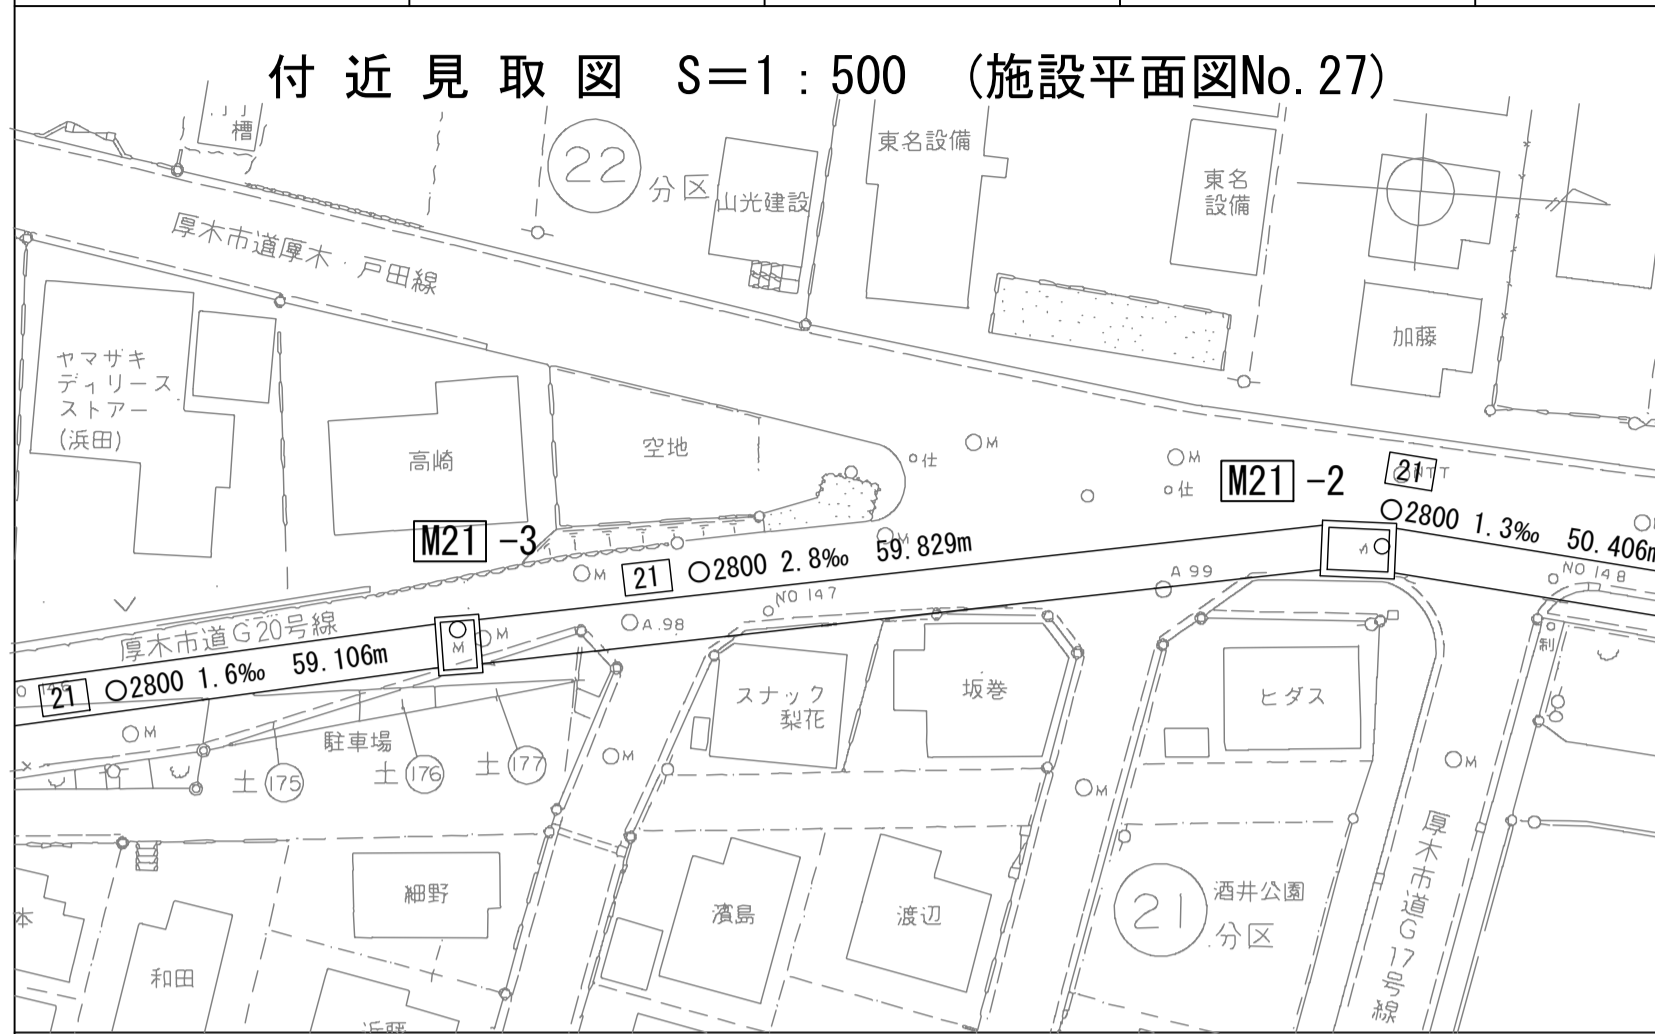 付近見取図 S=1:500 (施設平面図No.27)
槽
22
分区
山光建設
東名設備
東名
設備
厚木市道厚木・戸田線
加藤
ヤマザキ
デイリース
ストアー
(浜田)
高崎
空地
仕
M
M
仕
M21 -2
21
NTT
○2800 1.3‰ 50.406m
M21 -3
M
21 ○2800 2.8‰ 59.829m
M
A 99
NO 148
NO 147
A.98
M
M
厚木市道G20号線
21 ○2800 1.6‰ 59.106m
制
スナック
梨花
坂巻
ヒダス
M
駐車場
M
M
M
土 175
土 176
土 177
細野
濱島
渡辺
21
分区
酒井公園
厚木市道G17号線
本
和田